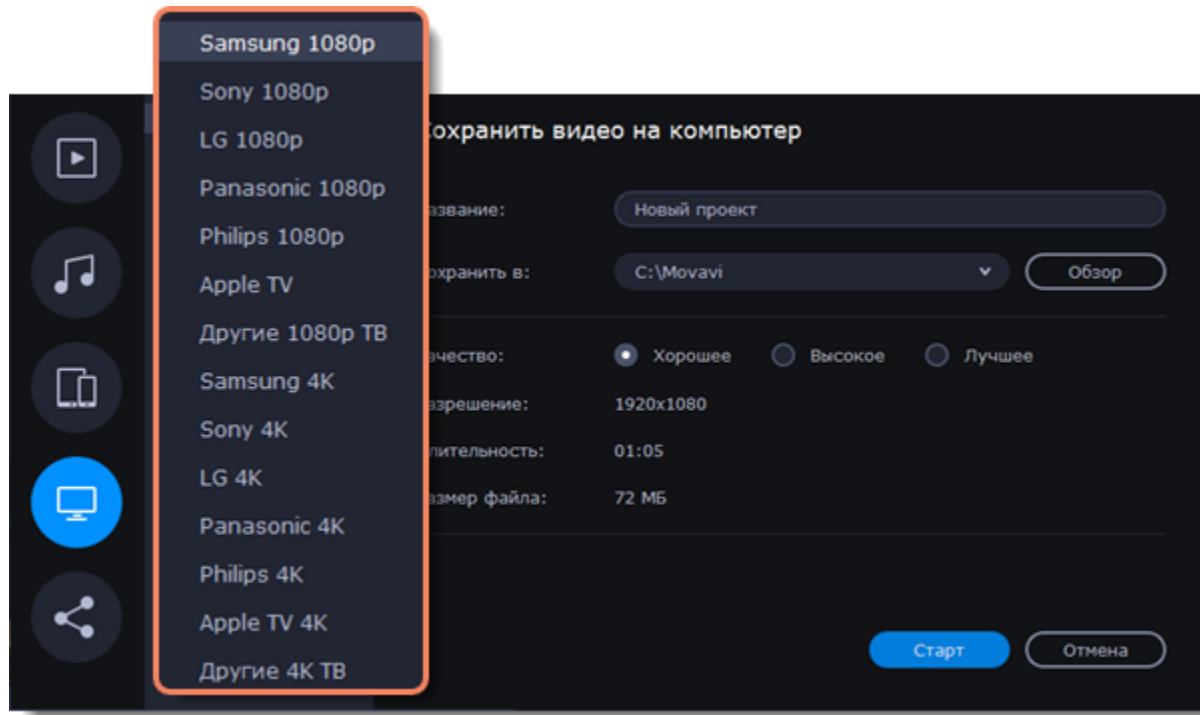 Samsung 1080p
Sony 1080p
LG 1080p
Panasonic 1080p
Philips 1080p
Apple TV
Другие 1080p ТВ
Samsung 4K
Sony 4K
LG 4K
Panasonic 4K
Philips 4K
Apple TV 4K
Другие 4K ТВ
Сохранить видео на компьютер
азвание: Новый проект
охранить в: C:\Movavi Обзор
ачество: Хорошее Высокое Лучшее
азрешение: 1920x1080
лительность: 01:05
азмер файла: 72 МБ
Старт Отмена